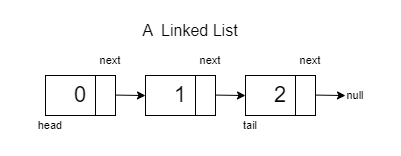 A Linked List
next next next
0 1 2 null
head tail